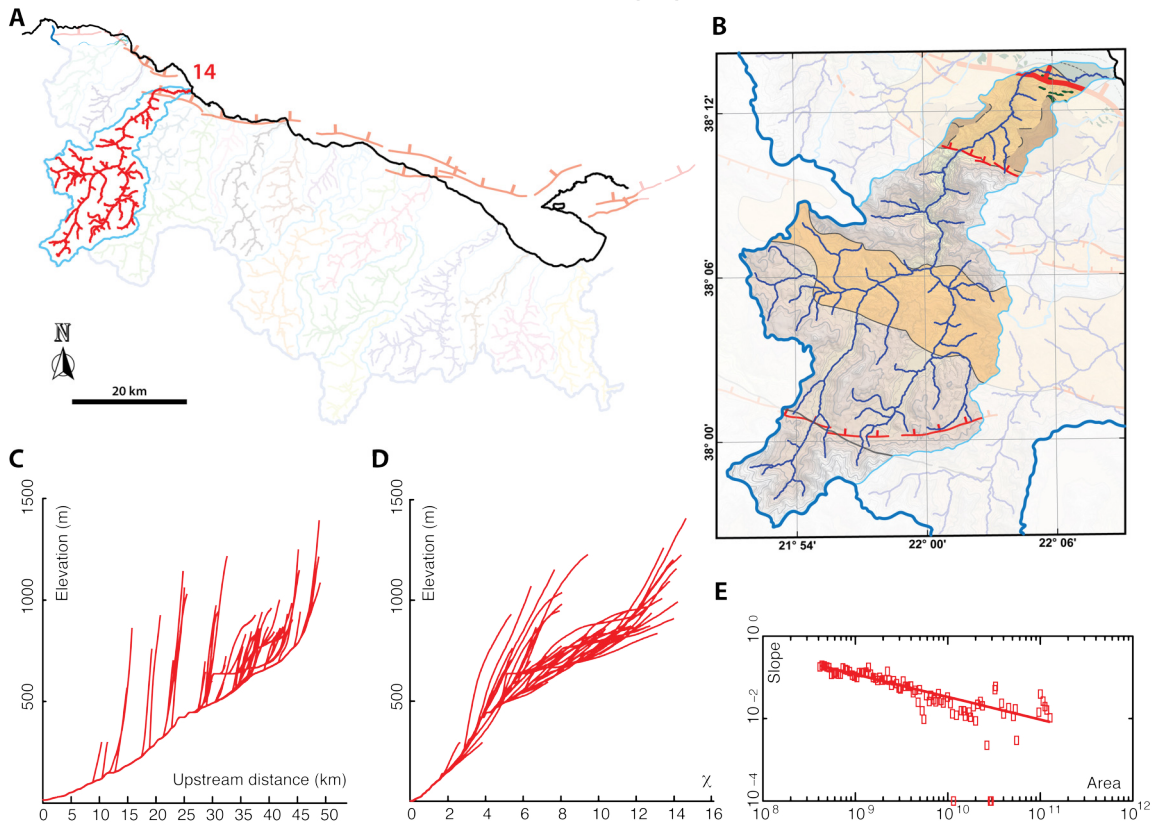 A
14
N
20 km
B
38° 12'
38° 06'
38° 00'
21° 54'
22° 00'
22° 06'
C
1500
1000
500
Elevation (m)
Upstream distance (km)
0 5 10 15 20 25 30 35 40 45 50
D
1500
1000
500
Elevation (m)
χ
0 2 4 6 8 10 12 14 16
E
10⁰
10⁻²
10⁻⁴
Slope
Area
10⁸ 10⁹ 10¹⁰ 10¹¹ 10¹²